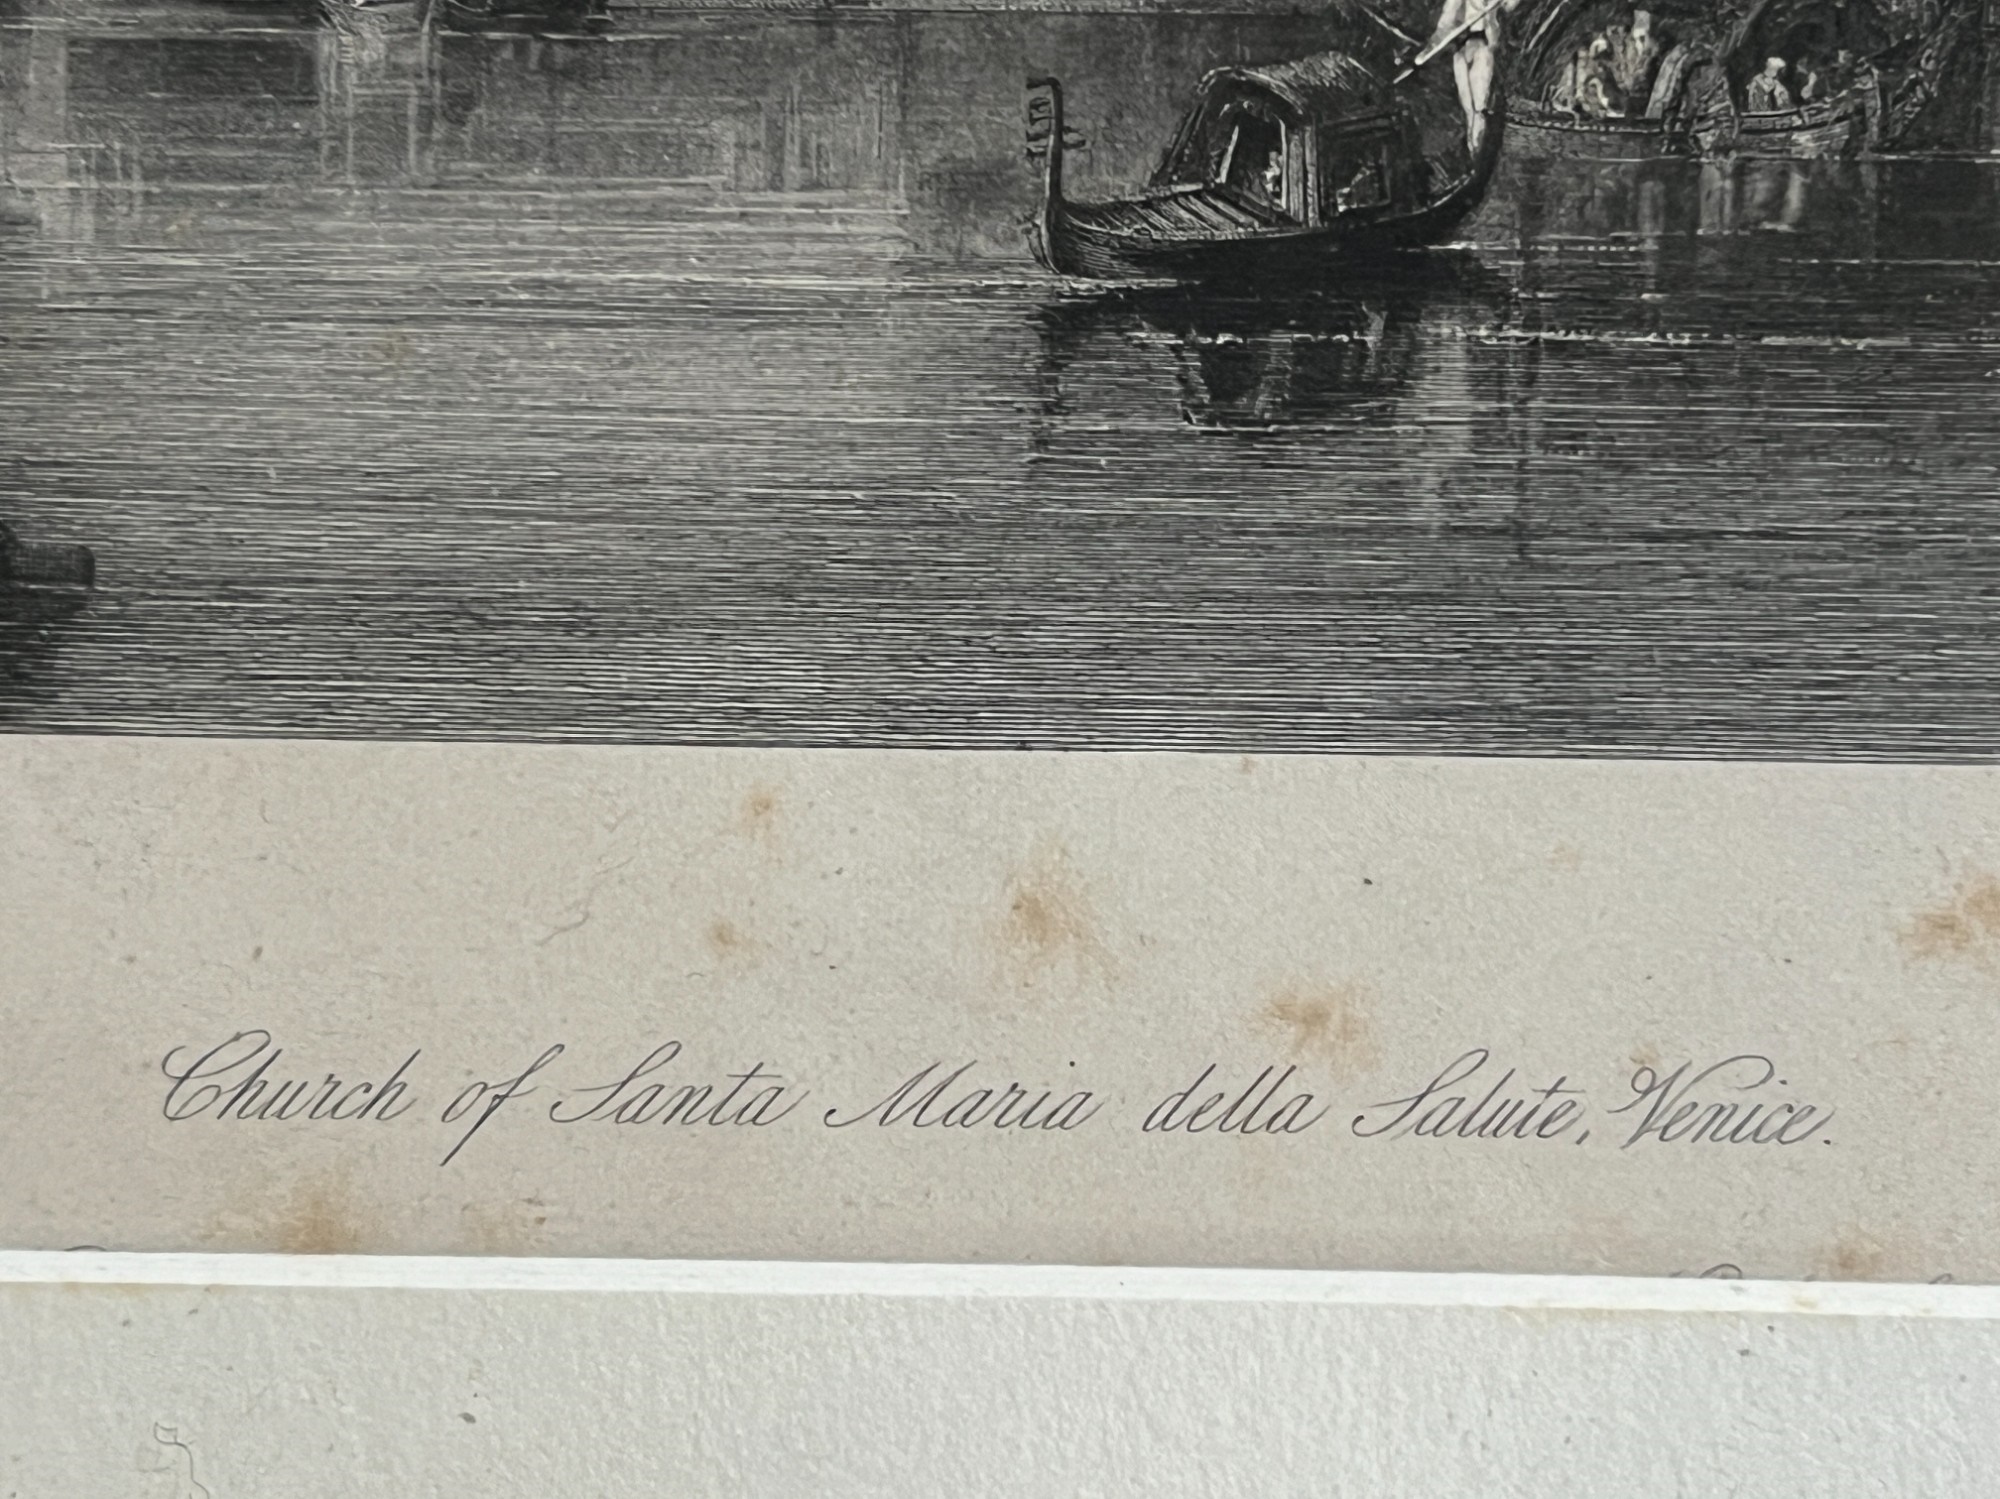 Church of Santa Maria della Salute, Venice.